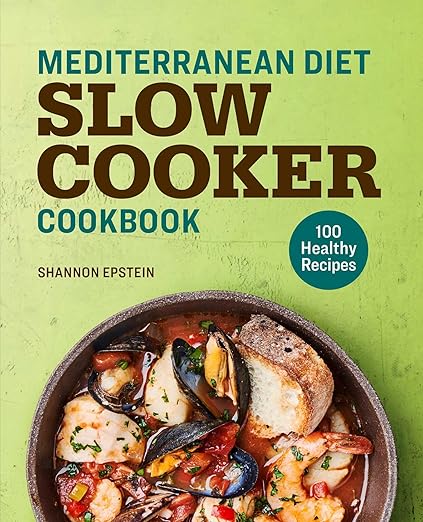 MEDITERRANEAN DIET
SLOW
COOKER
COOKBOOK
100
Healthy
Recipes
SHANNON EPSTEIN